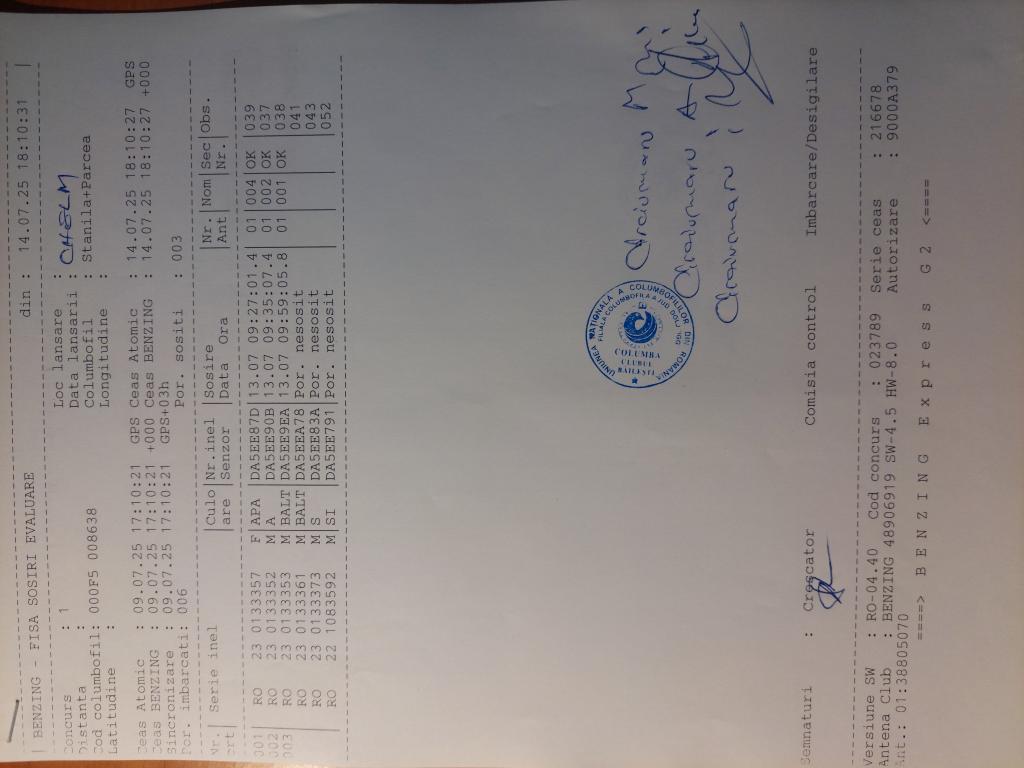 | BENZING - FISA SOSIRI EVALUARE din : 14.07.25 18:10:31 |
Concurs : 1 Loc lansare : CHELM
Distanta : Data lansarii :
Cod columbofil: 000F5 008638 Columbofil : Stanila+Parcea
Latitudine : Longitudine :
Ceas Atomic : 09.07.25 17:10:21 GPS Ceas Atomic : 14.07.25 18:10:27 GPS
Ceas BENZING : 09.07.25 17:10:21 +000 Ceas BENZING : 14.07.25 18:10:27 +000
Sincronizare : 09.07.25 17:10:21 GPS+03h
Por. imbarcati: 006 Por. sositi : 003
Nr. | Serie inel |Culo|Nr.inel |Sosire |Nr. |Nom|Sec|Obs.
crt| |are |Senzor |Data Ora |Ant| |Nr.|
001| RO 23 0133357 F|APA |DA5EE87D|13.07 09:27:01.4| 01|004|OK |039
002| RO 23 0133352 M|A |DA5EE90B|13.07 09:35:07.4| 01|002|OK |037
003| RO 23 0133353 M|BALT|DA5EE9EA|13.07 09:59:05.8| 01|001|OK |038
| RO 23 0133361 M|BALT|DA5EEA78|Por. nesosit | | | |041
| RO 23 0133373 M|S |DA5EE83A|Por. nesosit | | | |043
| RO 22 1083592 M|SI |DA5EE791|Por. nesosit | | | |052
UNIUNEA NATIONALA A COLUMBOFILILOR DIN ROMANIA
FILIALA COLUMBOFILA A JUD DOLJ
COLUMBA
CLUBUL
BAILESTI
Semnaturi : Crescator Comisia control Imbarcare/Desigilare
Versiune SW : RO-04.40 Cod concurs : 023789 Serie ceas : 216678
Antena Club : BENZING 48906919 SW-4.5 HW-8.0 Autorizare : 9000A379
Ant.: 01:38805070
====> B E N Z I N G  E x p r e s s  G 2 <====